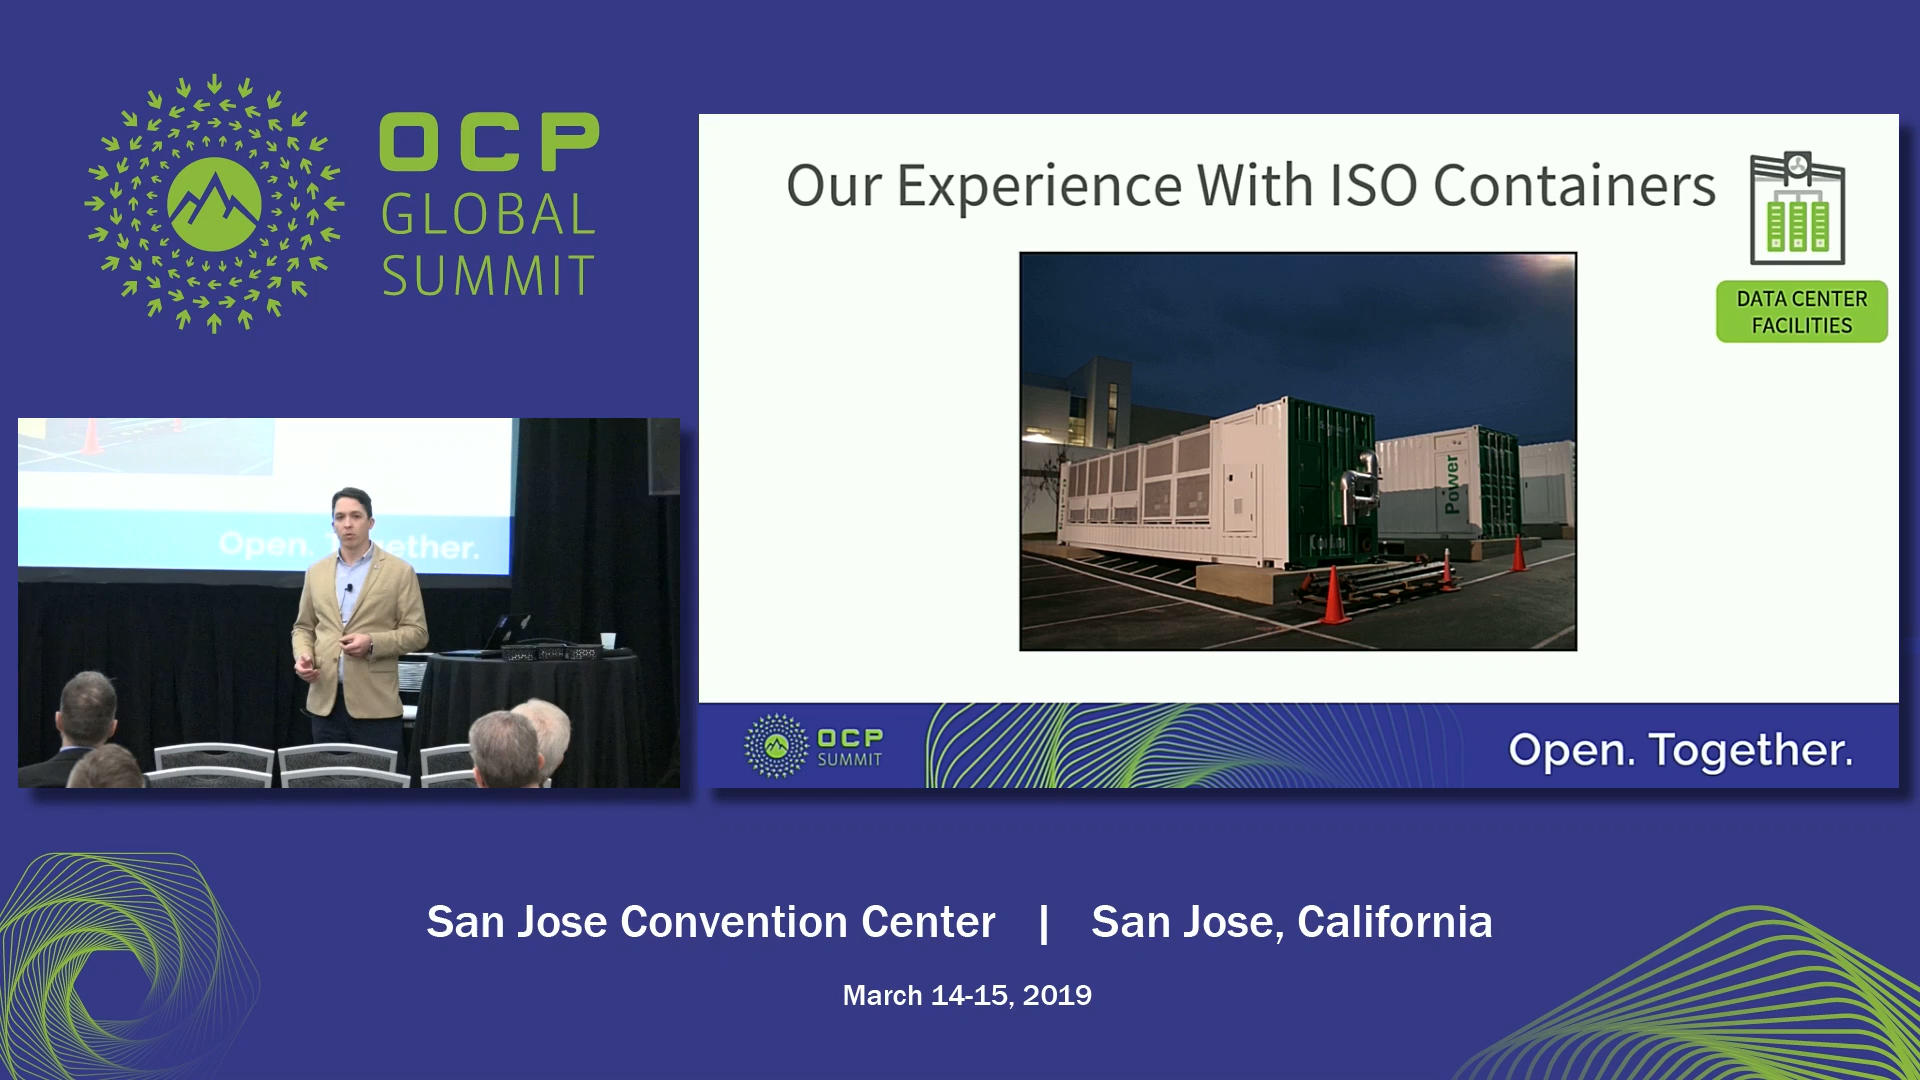 OCP
GLOBAL
SUMMIT
Our Experience With ISO Containers
DATA CENTER
FACILITIES
Power
Open. Together.
OCP
SUMMIT
Open. Together.
San Jose Convention Center | San Jose, California
March 14-15, 2019